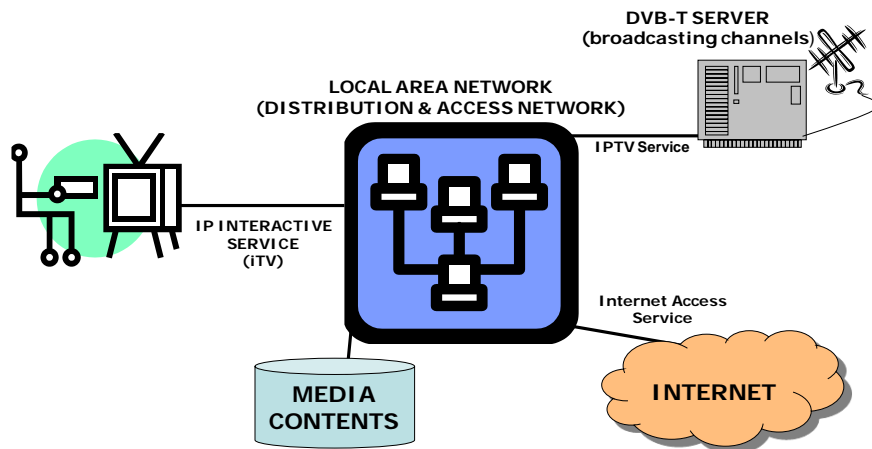 DVB-T SERVER
(broadcasting channels)
LOCAL AREA NETWORK
(DISTRIBUTION & ACCESS NETWORK)
IPTV Service
IP INTERACTIVE
SERVICE
(iTV)
Internet Access
Service
MEDIA
CONTENTS
INTERNET